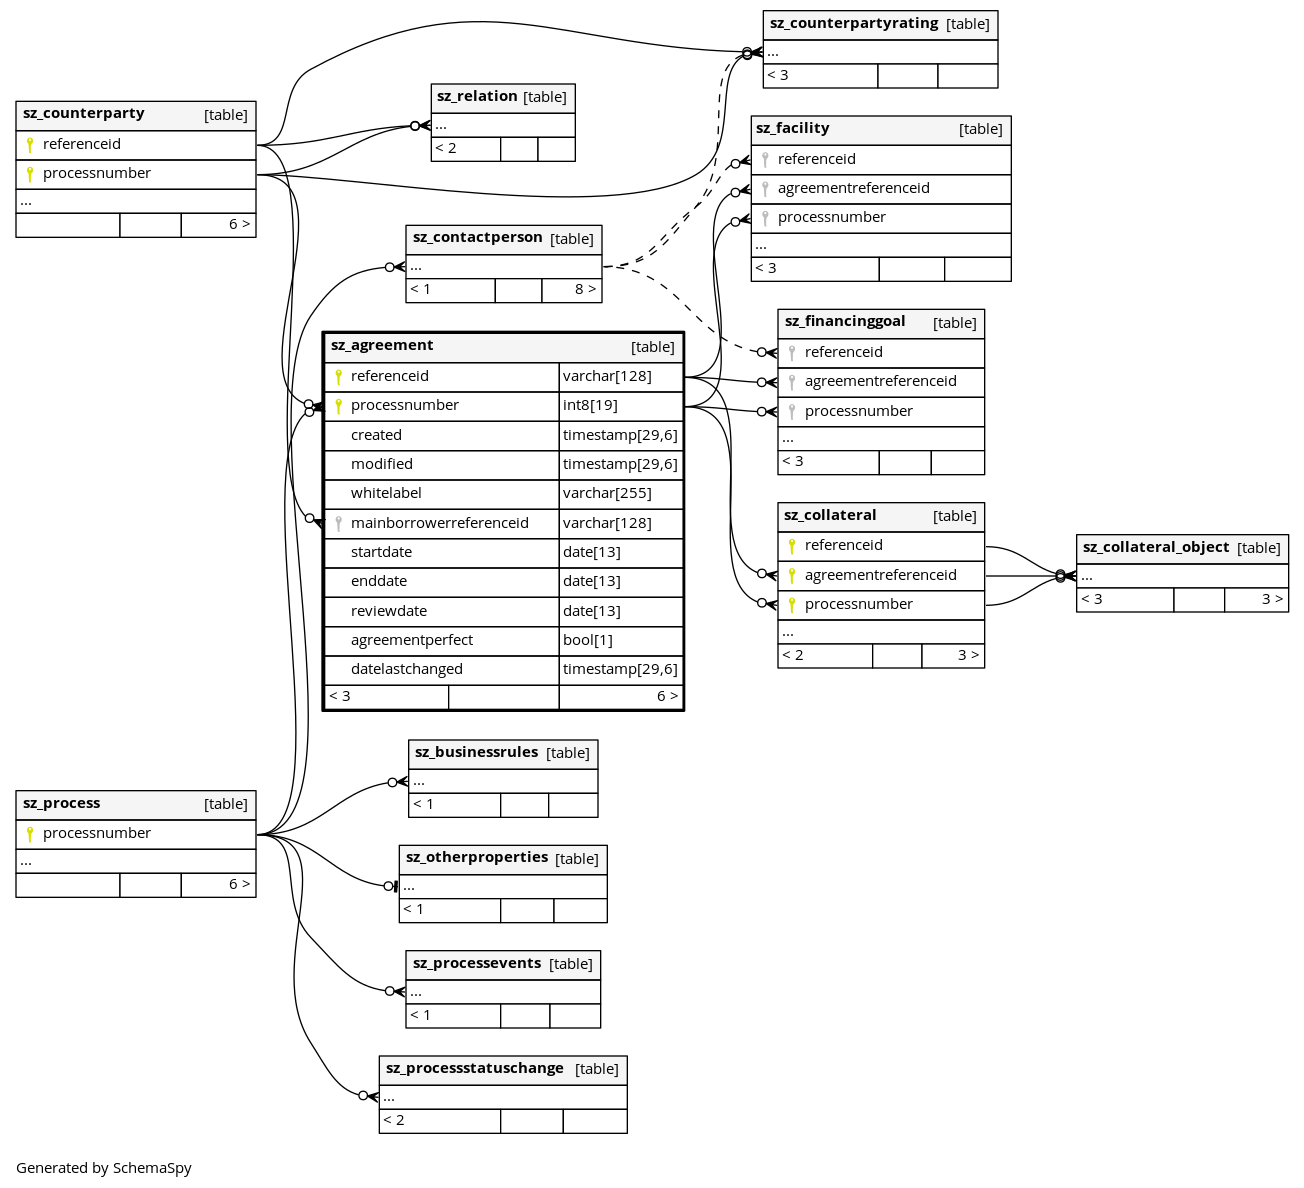 sz_counterpartyrating [table]
...
< 3
sz_relation [table]
...
< 2
sz_counterparty [table]
referenceid
processnumber
...
6 >
sz_facility [table]
referenceid
agreementreferenceid
processnumber
...
< 3
sz_contactperson [table]
...
< 1 8 >
sz_financinggoal [table]
referenceid
agreementreferenceid
processnumber
...
< 3
sz_agreement [table]
referenceid varchar[128]
processnumber int8[19]
created timestamp[29,6]
modified timestamp[29,6]
whitelabel varchar[255]
mainborrowerreferenceid varchar[128]
startdate date[13]
enddate date[13]
reviewdate date[13]
agreementperfect bool[1]
datelastchanged timestamp[29,6]
< 3 6 >
sz_collateral [table]
referenceid
agreementreferenceid
processnumber
...
< 2 3 >
sz_collateral_object [table]
...
< 3 3 >
sz_businessrules [table]
...
< 1
sz_process [table]
processnumber
...
6 >
sz_otherproperties [table]
...
< 1
sz_processevents [table]
...
< 1
sz_processstatuschange [table]
...
< 2
Generated by SchemaSpy